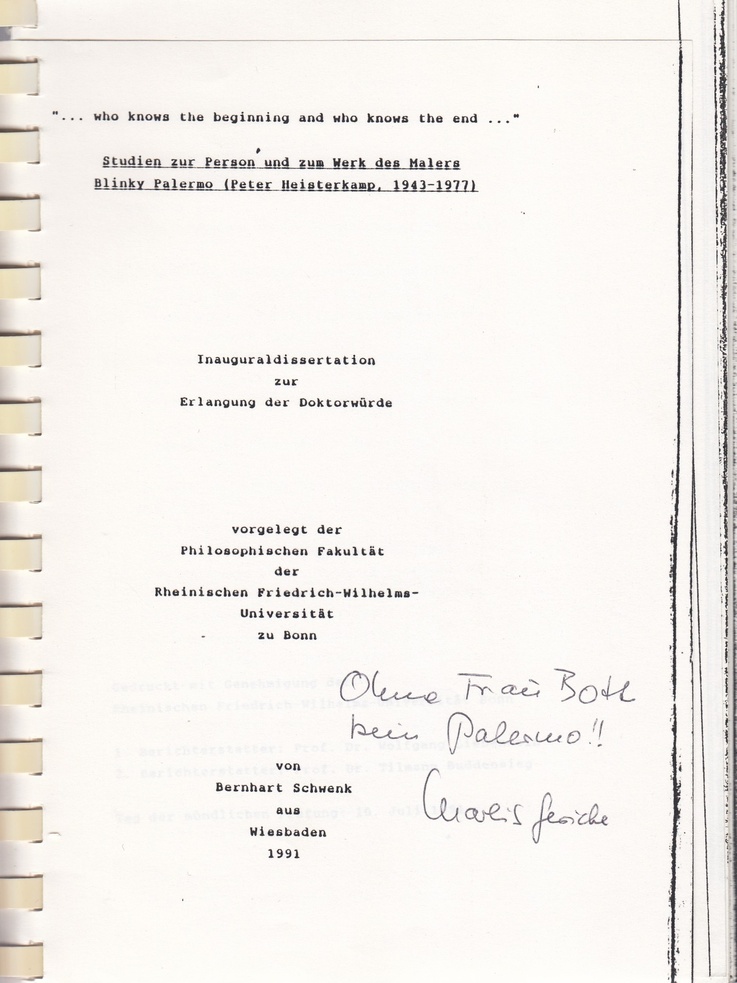 "... who knows the beginning and who knows the end ..."
Studien zur Person und zum Werk des Malers
Blinky Palermo (Peter Heisterkamp, 1943-1977)
Inauguraldissertation
zur
Erlangung der Doktorwürde
vorgelegt der
Philosophischen Fakultät
der
Rheinischen Friedrich-Wilhelms-
Universität
zu Bonn
Ohne Frau Both
kein Palermo!!
von
Bernhart Schwenk
aus
Wiesbaden
1991